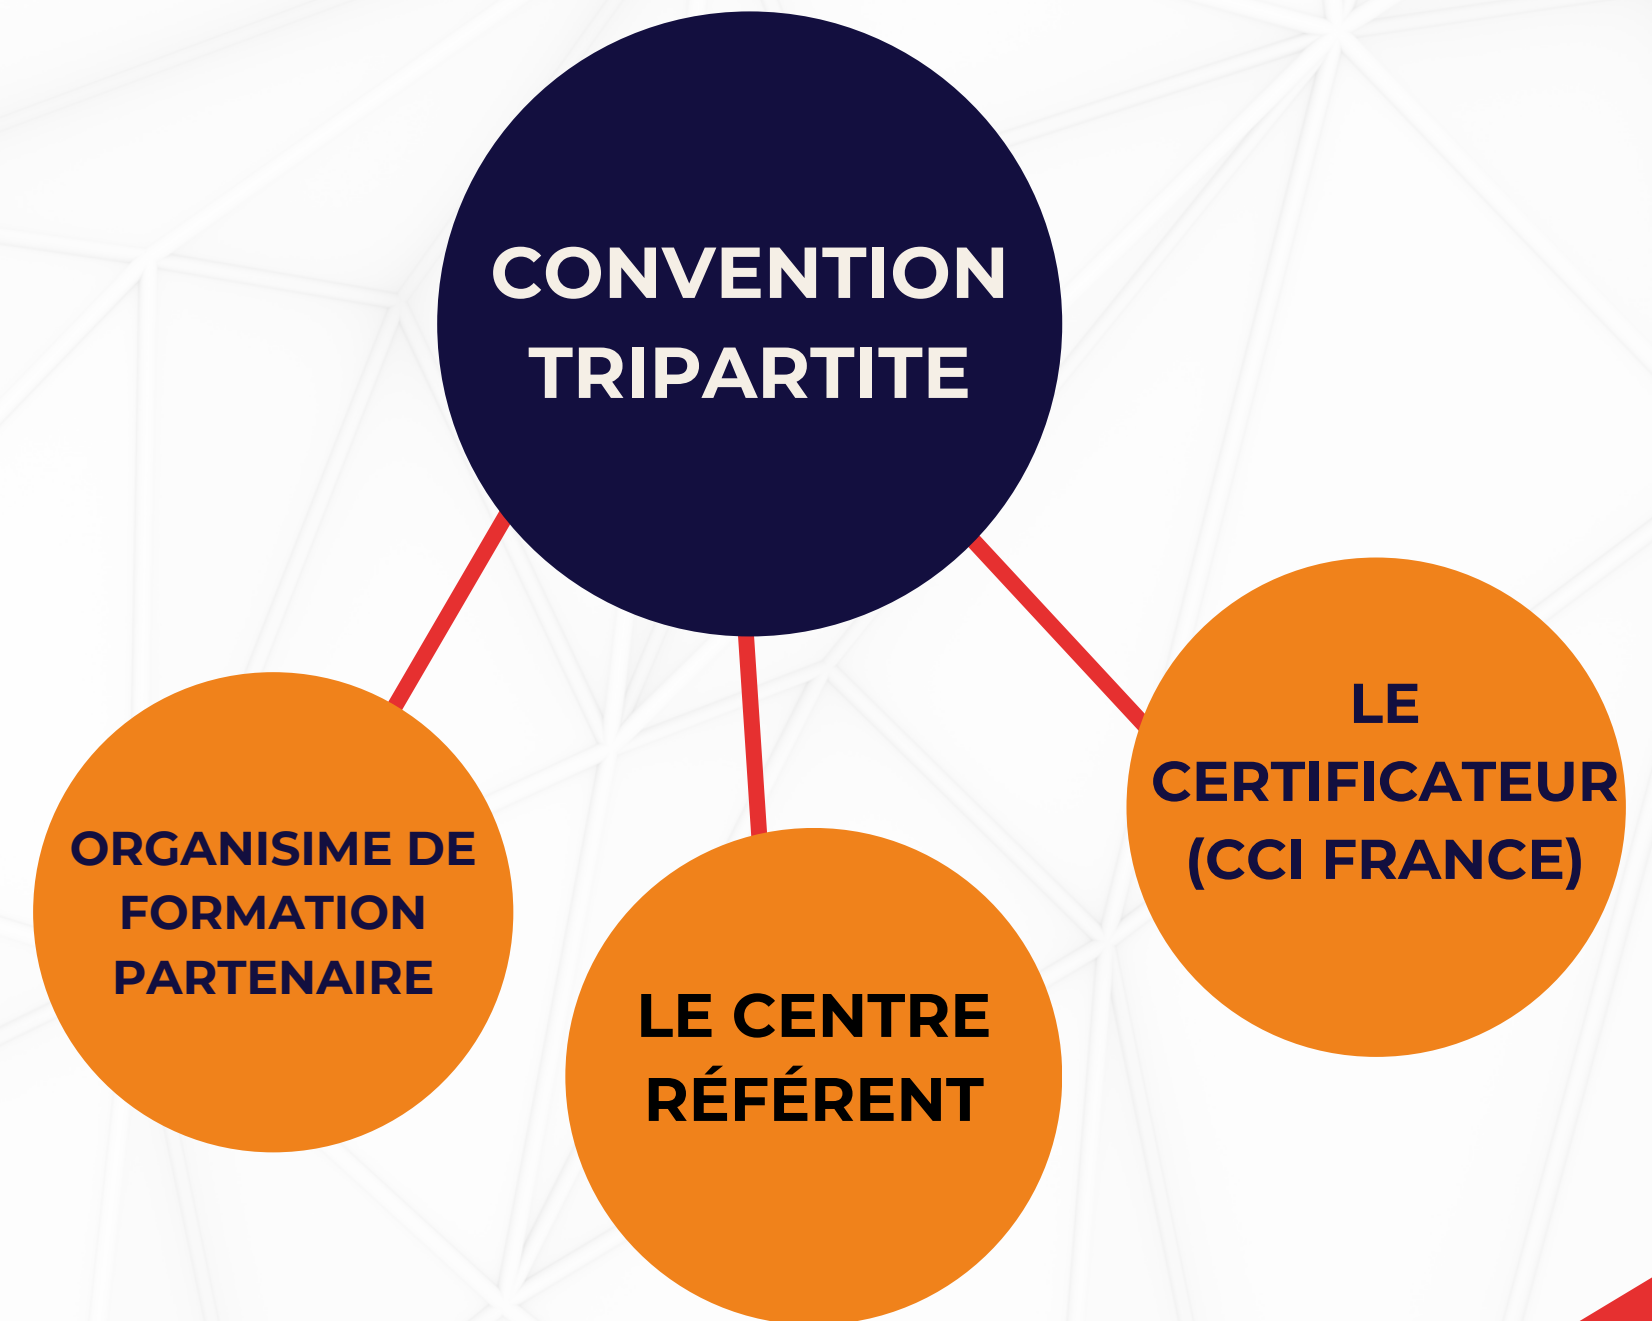 CONVENTION
TRIPARTITE
ORGANISIME DE
FORMATION
PARTENAIRE
LE CENTRE
RÉFÉRENT
LE
CERTIFICATEUR
(CCI FRANCE)